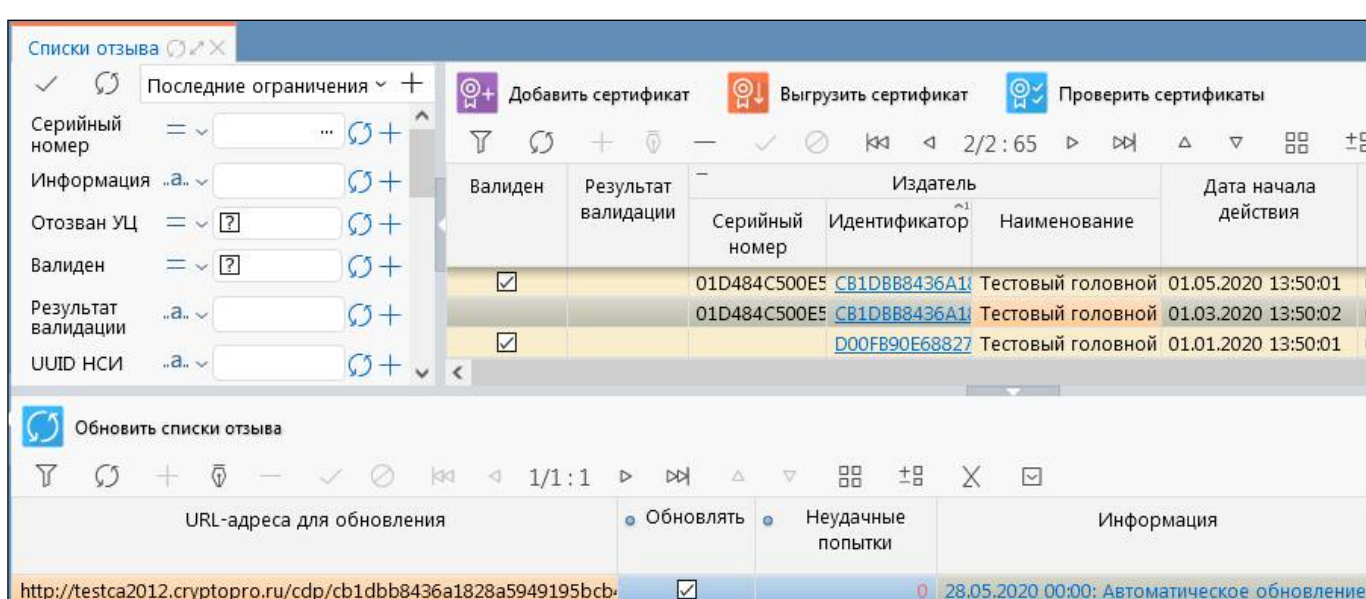 Списки отзыва
Последние ограничения
Серийный номер =
Информация ..a..
Отозван УЦ = ?
Валиден = ?
Результат валидации ..a..
UUID НСИ ..a..
Добавить сертификат Выгрузить сертификат Проверить сертификаты
2/2 : 65
Валиден Результат валидации Издатель Дата начала действия
Серийный номер Идентификатор 1 Наименование
01D484C500E5 CB1DBB8436A18 Тестовый головной 01.05.2020 13:50:01
01D484C500E5 CB1DBB8436A18 Тестовый головной 01.03.2020 13:50:02
D00FB90E68827 Тестовый головной 01.01.2020 13:50:01
Обновить списки отзыва
1/1 : 1
URL-адреса для обновления Обновлять Неудачные попытки Информация
http://testca2012.cryptopro.ru/cdp/cb1dbb8436a1828a5949195bcb4 0 28.05.2020 00:00: Автоматическое обновление